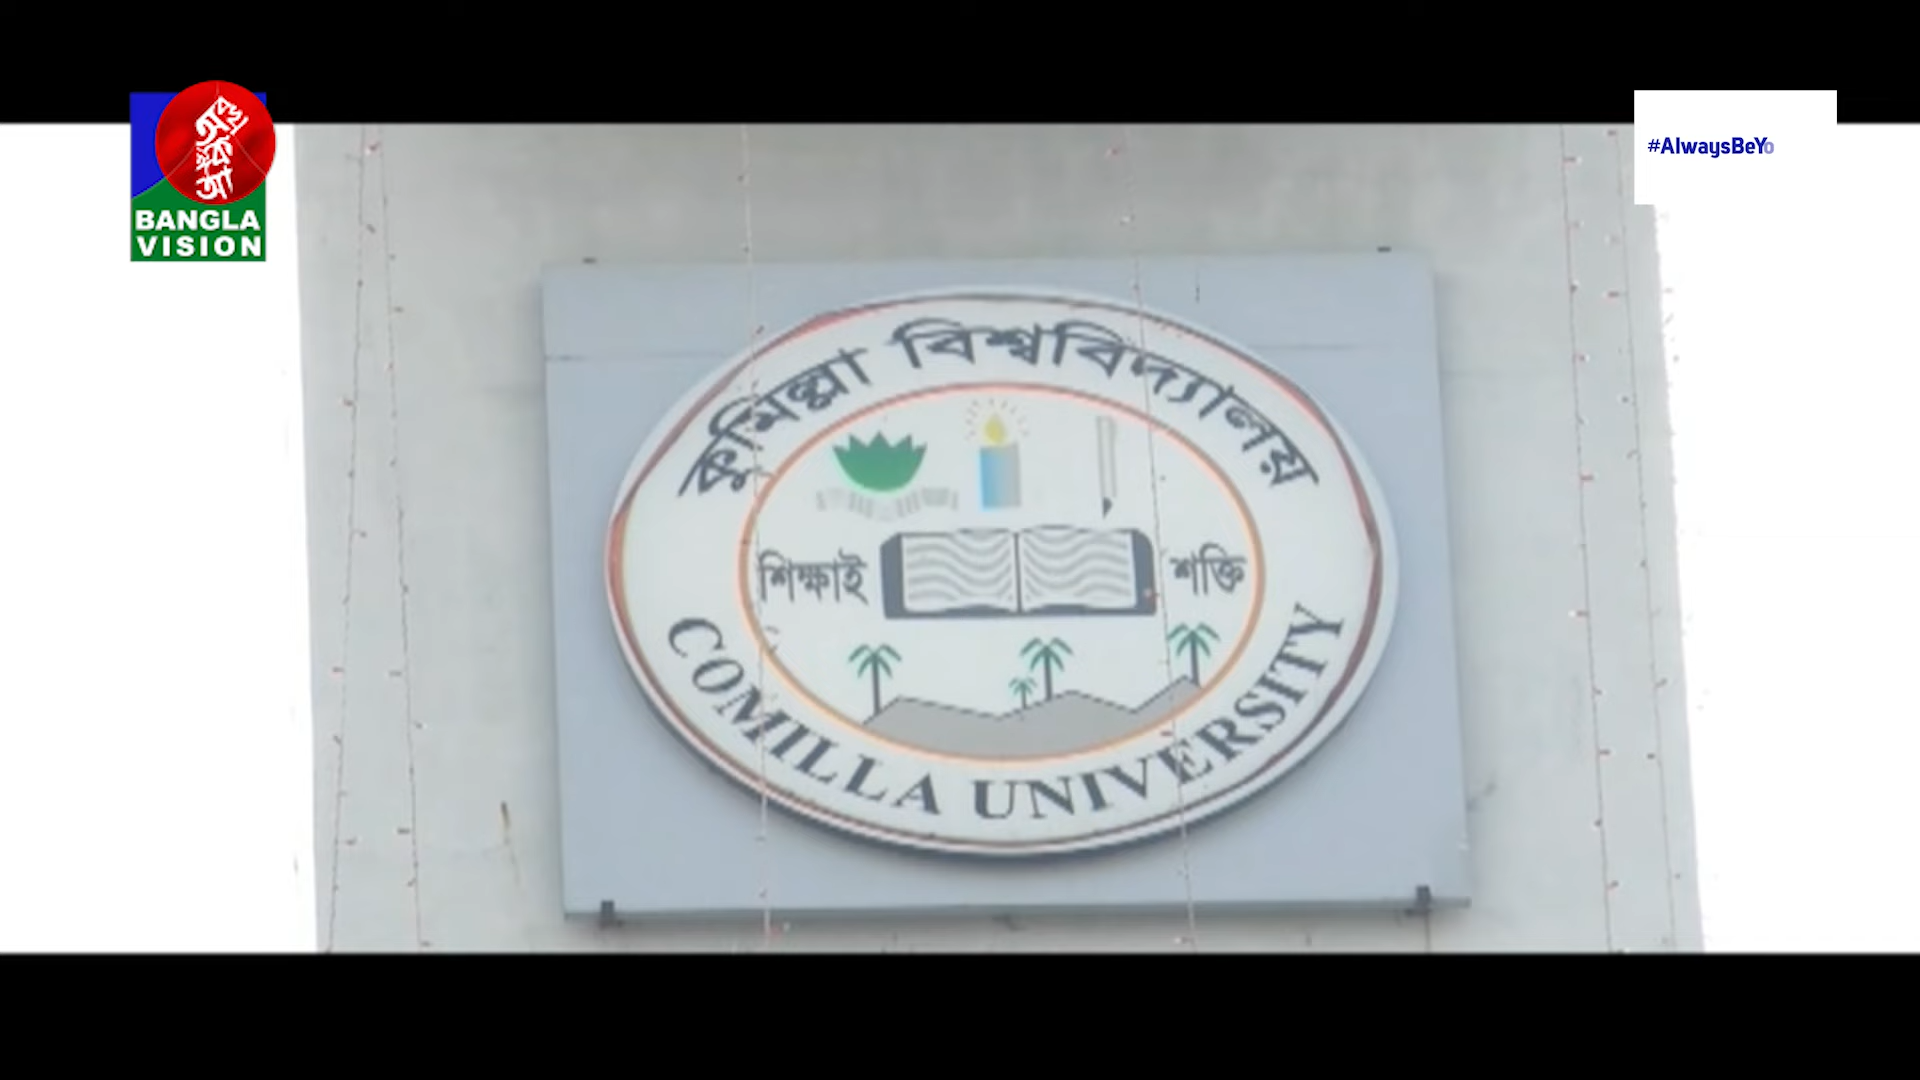 BANGLA
VISION
#AlwaysBeYo
কুমিল্লা বিশ্ববিদ্যালয়
শিক্ষাই শক্তি
COMILLA UNIVERSITY